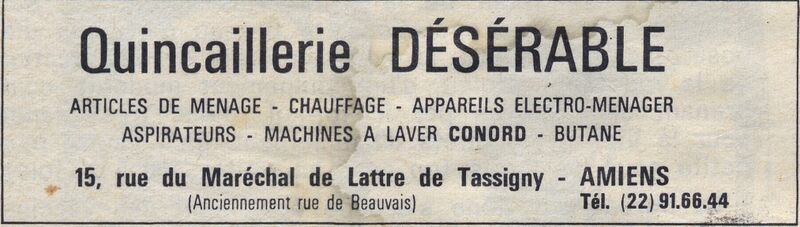 Quincaillerie DÉSÉRABLE
ARTICLES DE MENAGE - CHAUFFAGE - APPAREILS ELECTRO-MENAGER
ASPIRATEURS - MACHINES A LAVER CONORD - BUTANE
15, rue du Maréchal de Lattre de Tassigny - AMIENS
(Anciennement rue de Beauvais) Tél. (22) 91.66.44